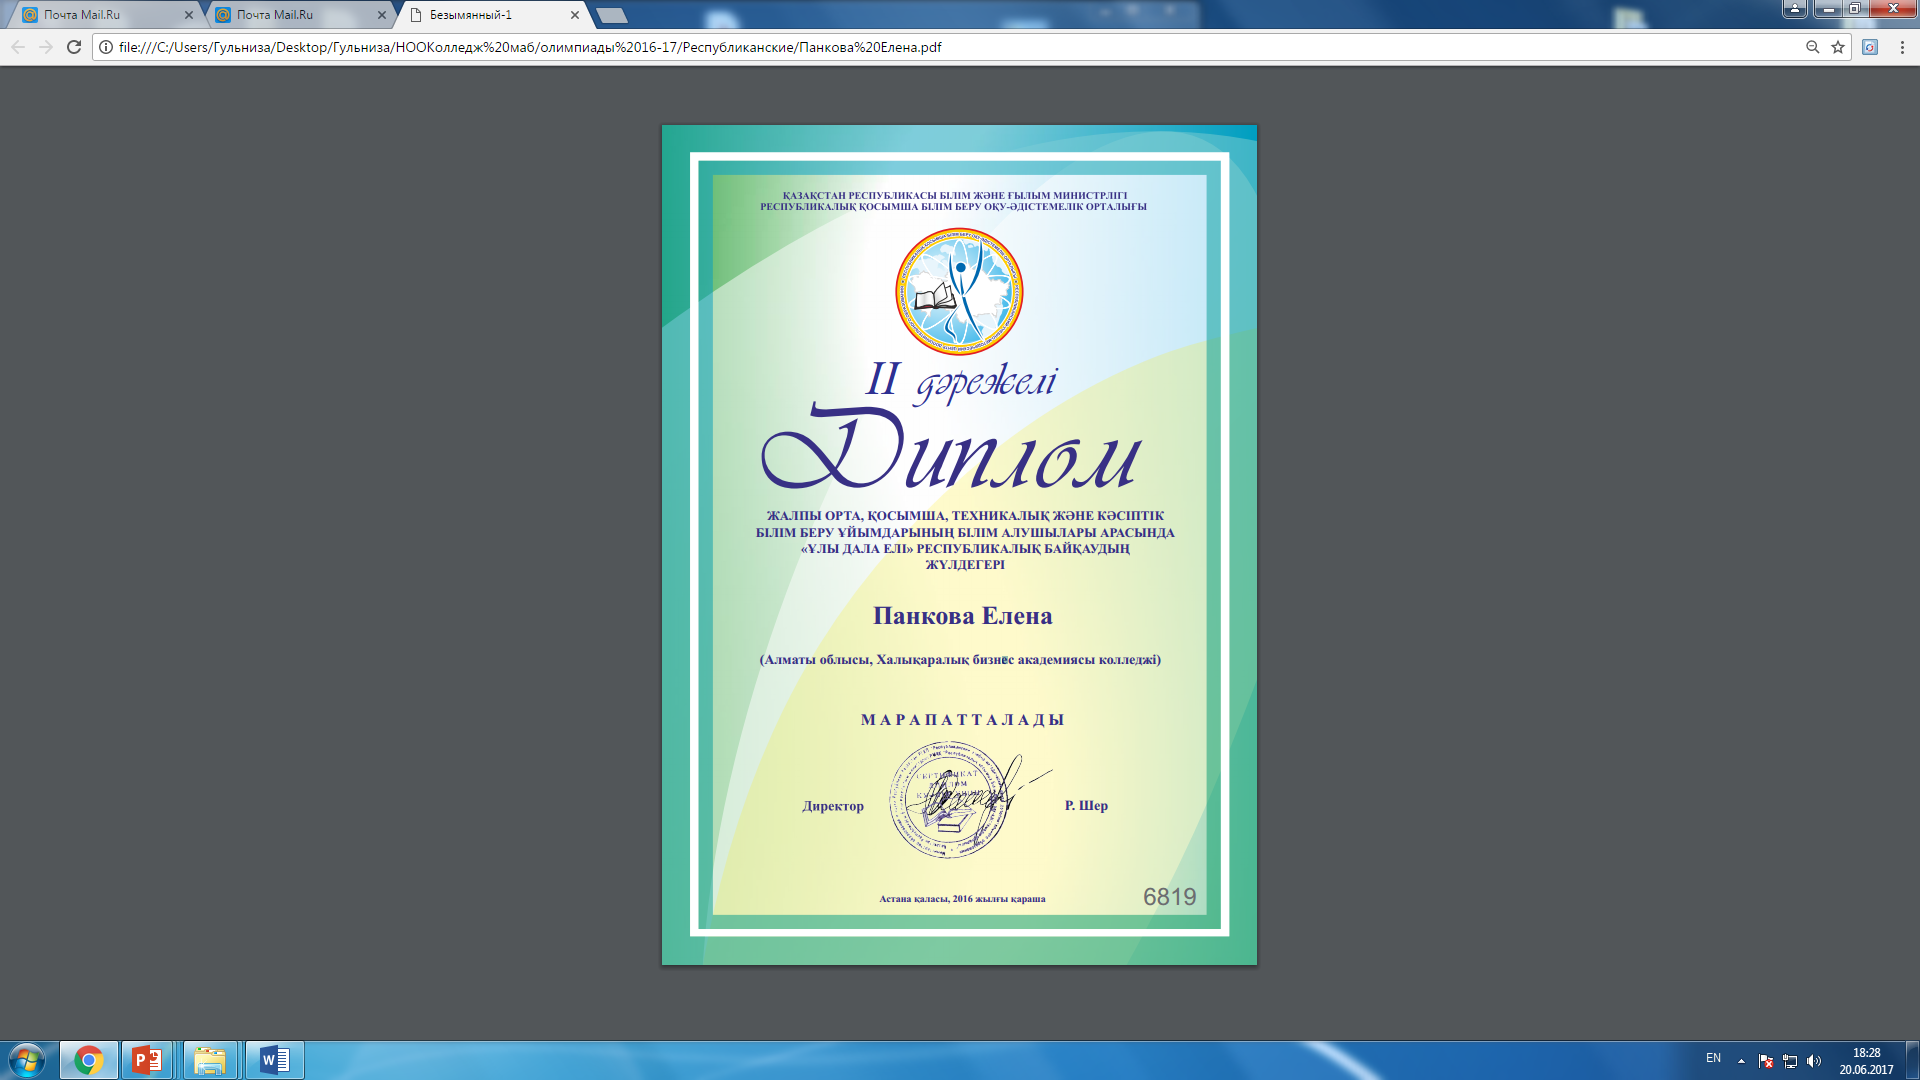 Почта Mail.Ru
Почта Mail.Ru
Безымянный-1
file:///C:/Users/Гульниза/Desktop/Гульниза/НООКолледж%20маб/олимпиады%2016-17/Республиканские/Панкова%20Елена.pdf
ҚАЗАҚСТАН РЕСПУБЛИКАСЫ БІЛІМ ЖӘНЕ ҒЫЛЫМ МИНИСТРЛІГІ
РЕСПУБЛИКАЛЫҚ ҚОСЫМША БІЛІМ БЕРУ ОҚУ-ӘДІСТЕМЕЛІК ОРТАЛЫҒЫ
II дәрежелі
Диплом
ЖАЛПЫ ОРТА, ҚОСЫМША, ТЕХНИКАЛЫҚ ЖӘНЕ КӘСІПТІК
БІЛІМ БЕРУ ҰЙЫМДАРЫНЫҢ БІЛІМ АЛУШЫЛАРЫ АРАСЫНДА
«ҰЛЫ ДАЛА ЕЛІ» РЕСПУБЛИКАЛЫҚ БАЙҚАУДЫҢ
ЖҮЛДЕГЕРІ
Панкова Елена
(Алматы облысы, Халықаралық бизнес академиясы колледжі)
М А Р А П А Т Т А Л А Д Ы
Директор
Р. Шер
Астана қаласы, 2016 жылғы қараша
6819
EN
18:28
20.06.2017